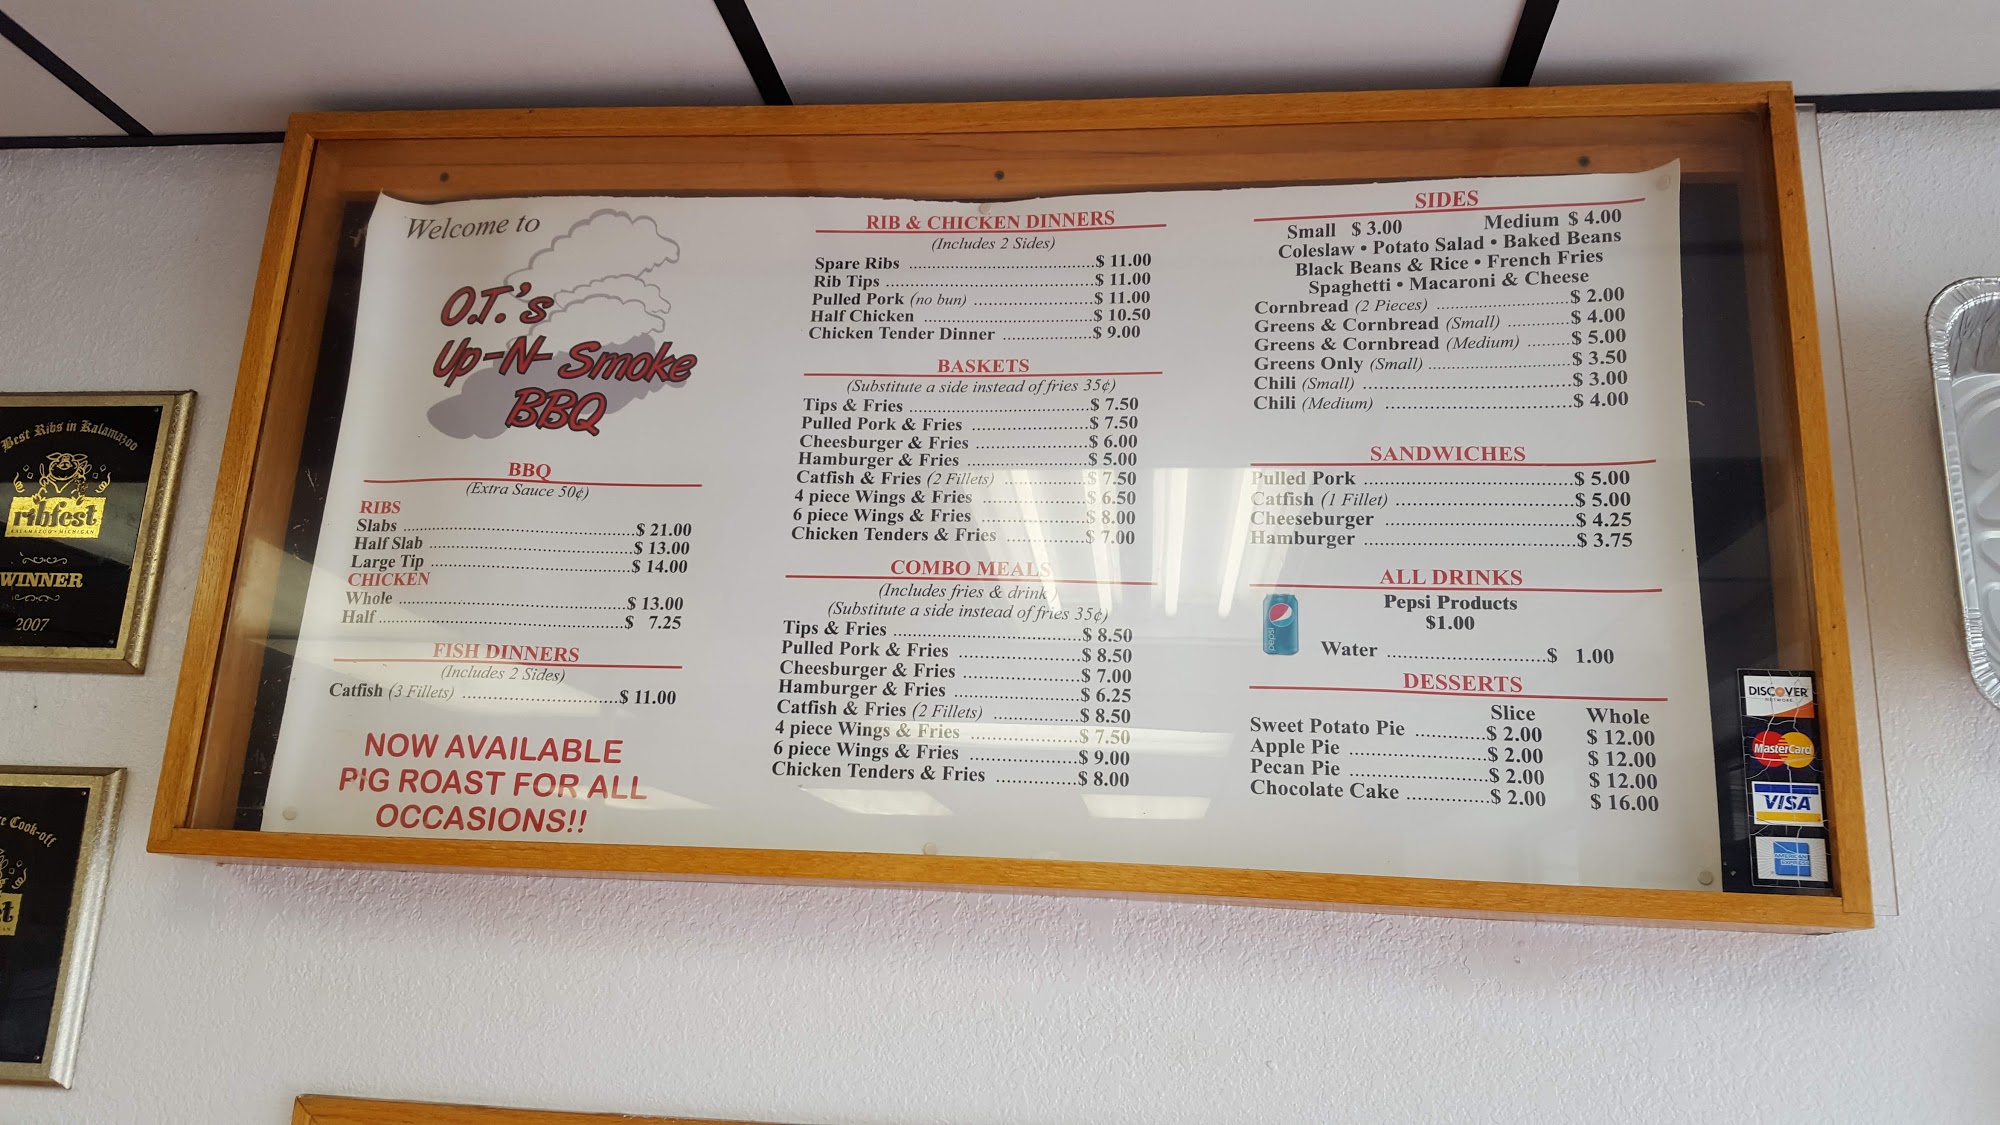 Welcome to
O.T.'s
Up-N-Smoke
BBQ
BBQ
(Extra Sauce 50¢)
RIBS
Slabs ........ $ 21.00
Half Slab ........ $ 13.00
Large Tip ........ $ 14.00
CHICKEN
Whole ........ $ 13.00
Half ........ $ 7.25
FISH DINNERS
(Includes 2 Sides)
Catfish (3 Fillets) ........ $ 11.00
NOW AVAILABLE
PIG ROAST FOR ALL
OCCASIONS!!
RIB & CHICKEN DINNERS
(Includes 2 Sides)
Spare Ribs ........ $ 11.00
Rib Tips ........ $ 11.00
Pulled Pork (no bun) ........ $ 11.00
Half Chicken ........ $ 10.50
Chicken Tender Dinner ........ $ 9.00
BASKETS
(Substitute a side instead of fries 35¢)
Tips & Fries ........ $ 7.50
Pulled Pork & Fries ........ $ 7.50
Cheesburger & Fries ........ $ 6.00
Hamburger & Fries ........ $ 5.00
Catfish & Fries (2 Fillets) ........ $ 7.50
4 piece Wings & Fries ........ $ 6.50
6 piece Wings & Fries ........ $ 8.00
Chicken Tenders & Fries ........ $ 7.00
COMBO MEALS
(Includes fries & drink)
(Substitute a side instead of fries 35¢)
Tips & Fries ........ $ 8.50
Pulled Pork & Fries ........ $ 8.50
Cheesburger & Fries ........ $ 7.00
Hamburger & Fries ........ $ 6.25
Catfish & Fries (2 Fillets) ........ $ 8.50
4 piece Wings & Fries ........ $ 7.50
6 piece Wings & Fries ........ $ 9.00
Chicken Tenders & Fries ........ $ 8.00
SIDES
Small $ 3.00 Medium $ 4.00
Coleslaw • Potato Salad • Baked Beans
Black Beans & Rice • French Fries
Spaghetti • Macaroni & Cheese
Cornbread (2 Pieces) ........ $ 2.00
Greens & Cornbread (Small) ........ $ 4.00
Greens & Cornbread (Medium) ........ $ 5.00
Greens Only (Small) ........ $ 3.50
Chili (Small) ........ $ 3.00
Chili (Medium) ........ $ 4.00
SANDWICHES
Pulled Pork ........ $ 5.00
Catfish (1 Fillet) ........ $ 5.00
Cheeseburger ........ $ 4.25
Hamburger ........ $ 3.75
ALL DRINKS
Pepsi Products
$1.00
pepsi
Water ........ $ 1.00
DESSERTS
Slice Whole
Sweet Potato Pie ........ $ 2.00 $ 12.00
Apple Pie ........ $ 2.00 $ 12.00
Pecan Pie ........ $ 2.00 $ 12.00
Chocolate Cake ........ $ 2.00 $ 16.00
DISCOVER
NETWORK
MasterCard
VISA
AMERICAN
EXPRESS
Best Ribs in Kalamazoo
ribfest
KALAMAZOO • MICHIGAN
WINNER
2007
Cook-off